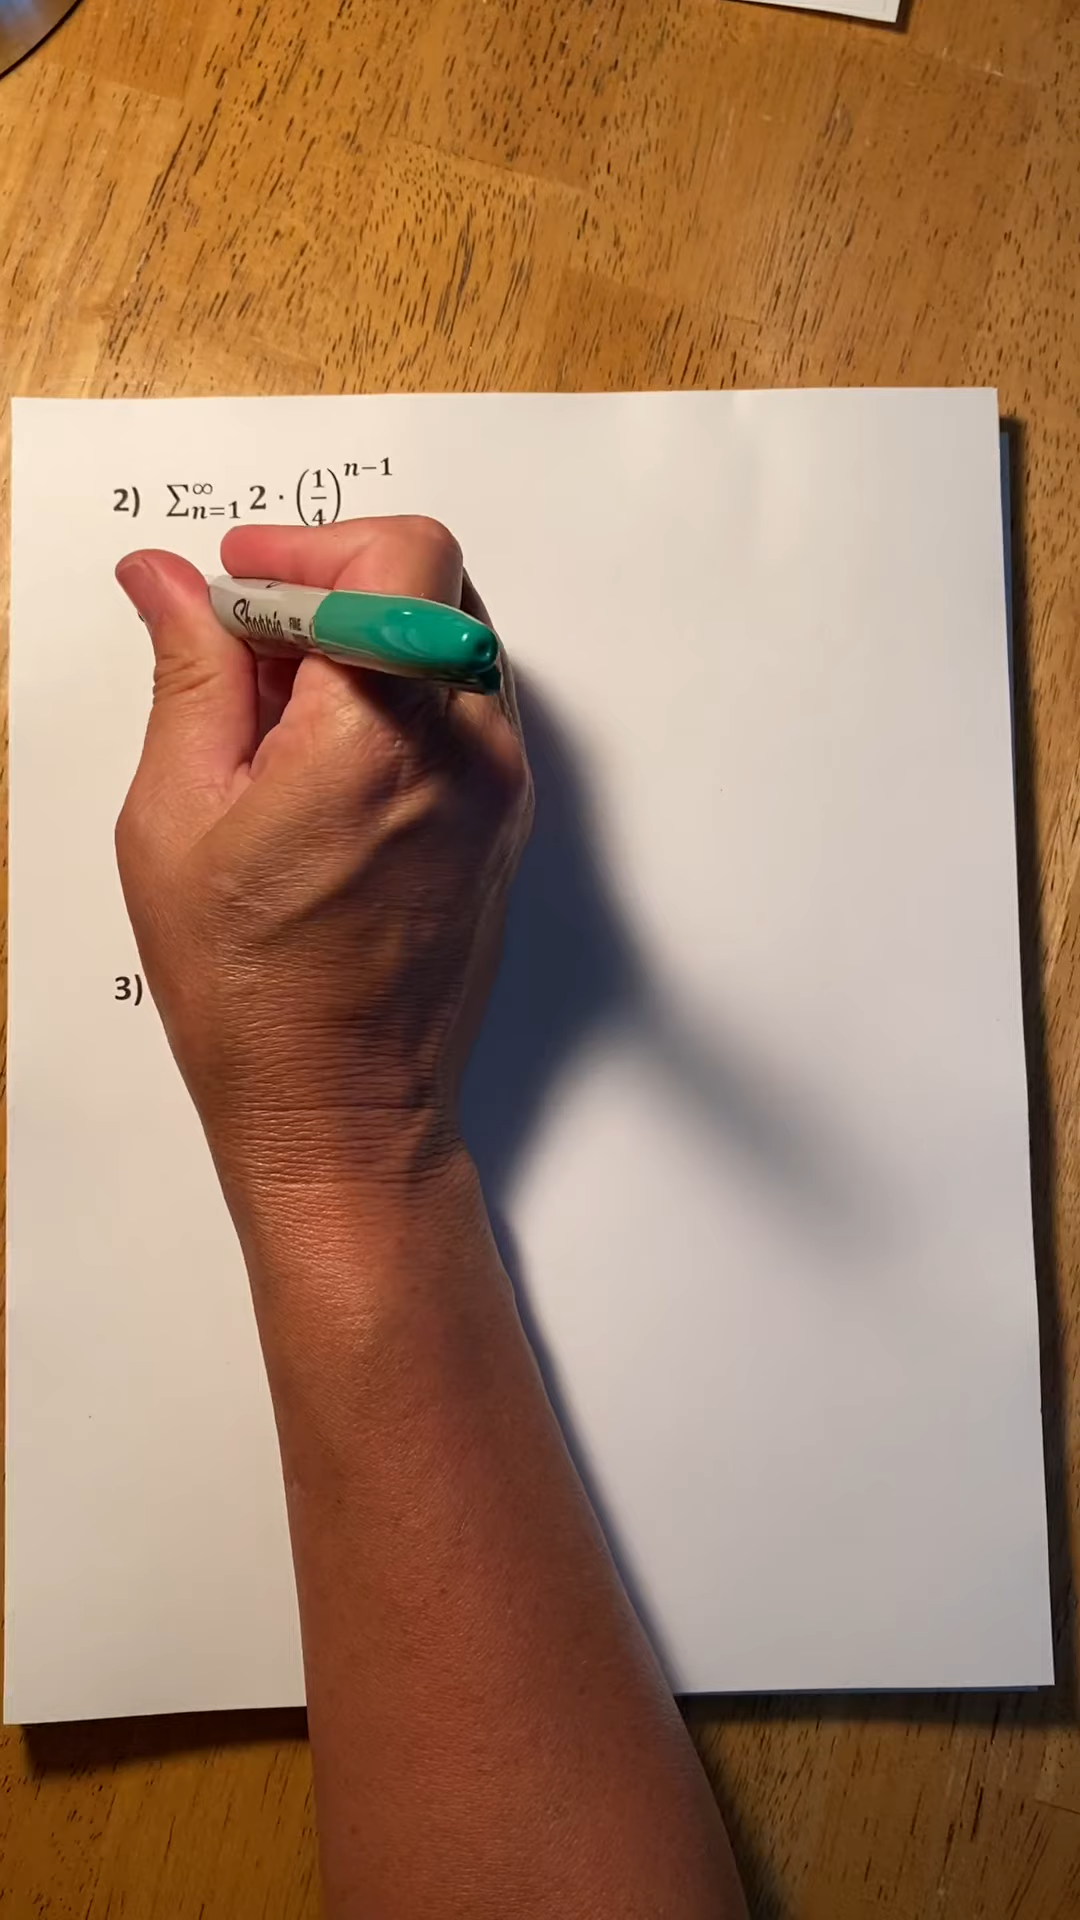 2) ∑_{n=1}^{∞} 2 · (1/4)^{n−1}
Sharpie FINE
3)